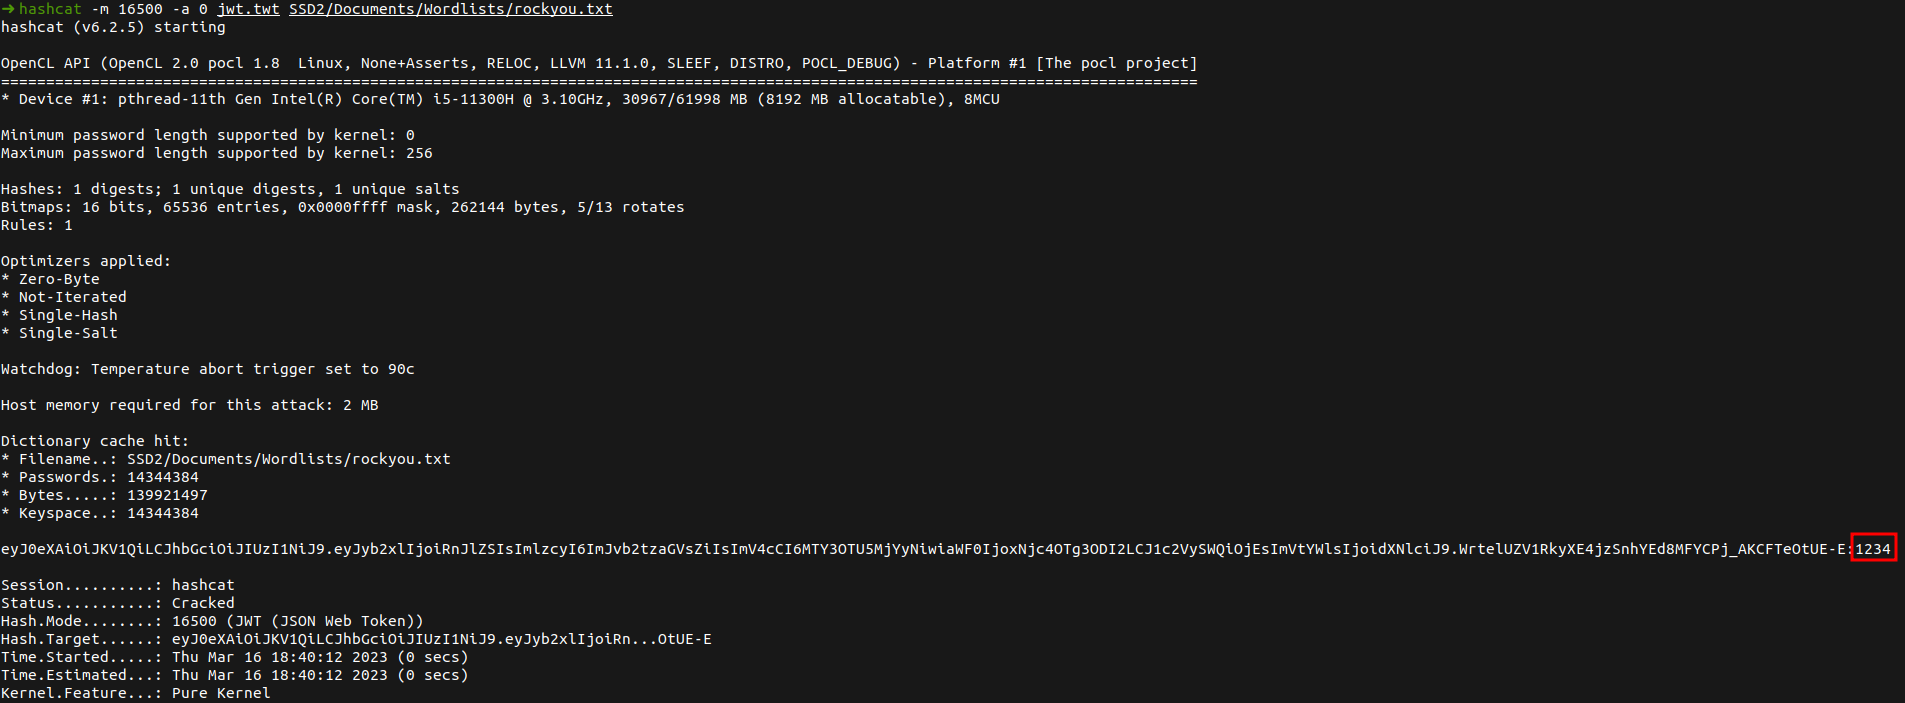 ➜ hashcat -m 16500 -a 0 jwt.twt SSD2/Documents/Wordlists/rockyou.txt
hashcat (v6.2.5) starting
OpenCL API (OpenCL 2.0 pocl 1.8  Linux, None+Asserts, RELOC, LLVM 11.1.0, SLEEF, DISTRO, POCL_DEBUG) - Platform #1 [The pocl project]
=====================================================================================================================================
* Device #1: pthread-11th Gen Intel(R) Core(TM) i5-11300H @ 3.10GHz, 30967/61998 MB (8192 MB allocatable), 8MCU
Minimum password length supported by kernel: 0
Maximum password length supported by kernel: 256
Hashes: 1 digests; 1 unique digests, 1 unique salts
Bitmaps: 16 bits, 65536 entries, 0x0000ffff mask, 262144 bytes, 5/13 rotates
Rules: 1
Optimizers applied:
* Zero-Byte
* Not-Iterated
* Single-Hash
* Single-Salt
Watchdog: Temperature abort trigger set to 90c
Host memory required for this attack: 2 MB
Dictionary cache hit:
* Filename..: SSD2/Documents/Wordlists/rockyou.txt
* Passwords.: 14344384
* Bytes.....: 139921497
* Keyspace..: 14344384
eyJ0eXAiOiJKV1QiLCJhbGciOiJIUzI1NiJ9.eyJyb2xlIjoiRnJlZSIsImlzcyI6ImJvb2tzaGVsZiIsImV4cCI6MTY3OTU5MjYyNiwiaWF0IjoxNjc4OTg3ODI2LCJ1c2VySWQiOjEsImVtYWlsIjoidXNlciJ9.WrtelUZV1RkyXE4jzSnhYEd8MFYCPj_AKCFTeOtUE-E:1234
Session..........: hashcat
Status...........: Cracked
Hash.Mode........: 16500 (JWT (JSON Web Token))
Hash.Target......: eyJ0eXAiOiJKV1QiLCJhbGciOiJIUzI1NiJ9.eyJyb2xlIjoiRn...OtUE-E
Time.Started.....: Thu Mar 16 18:40:12 2023 (0 secs)
Time.Estimated...: Thu Mar 16 18:40:12 2023 (0 secs)
Kernel.Feature...: Pure Kernel